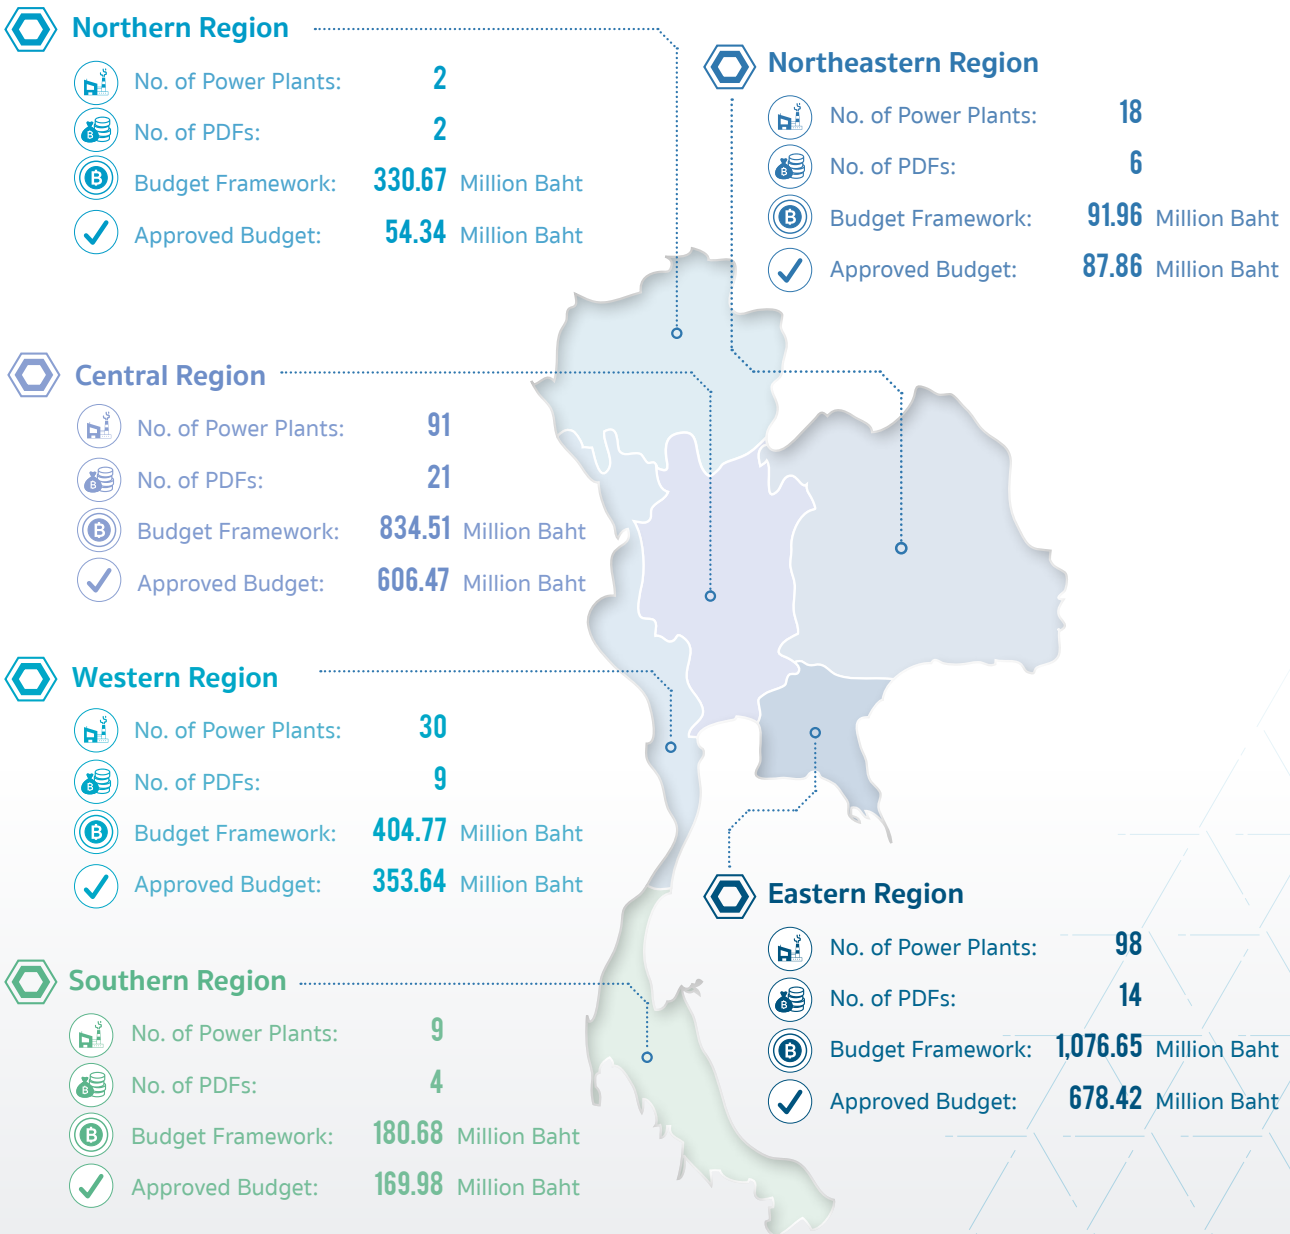 Northern Region
No. of Power Plants: 2
No. of PDFs: 2
Budget Framework: 330.67 Million Baht
Approved Budget: 54.34 Million Baht
Northeastern Region
No. of Power Plants: 18
No. of PDFs: 6
Budget Framework: 91.96 Million Baht
Approved Budget: 87.86 Million Baht
Central Region
No. of Power Plants: 91
No. of PDFs: 21
Budget Framework: 834.51 Million Baht
Approved Budget: 606.47 Million Baht
Western Region
No. of Power Plants: 30
No. of PDFs: 9
Budget Framework: 404.77 Million Baht
Approved Budget: 353.64 Million Baht
Eastern Region
No. of Power Plants: 98
No. of PDFs: 14
Budget Framework: 1,076.65 Million Baht
Approved Budget: 678.42 Million Baht
Southern Region
No. of Power Plants: 9
No. of PDFs: 4
Budget Framework: 180.68 Million Baht
Approved Budget: 169.98 Million Baht